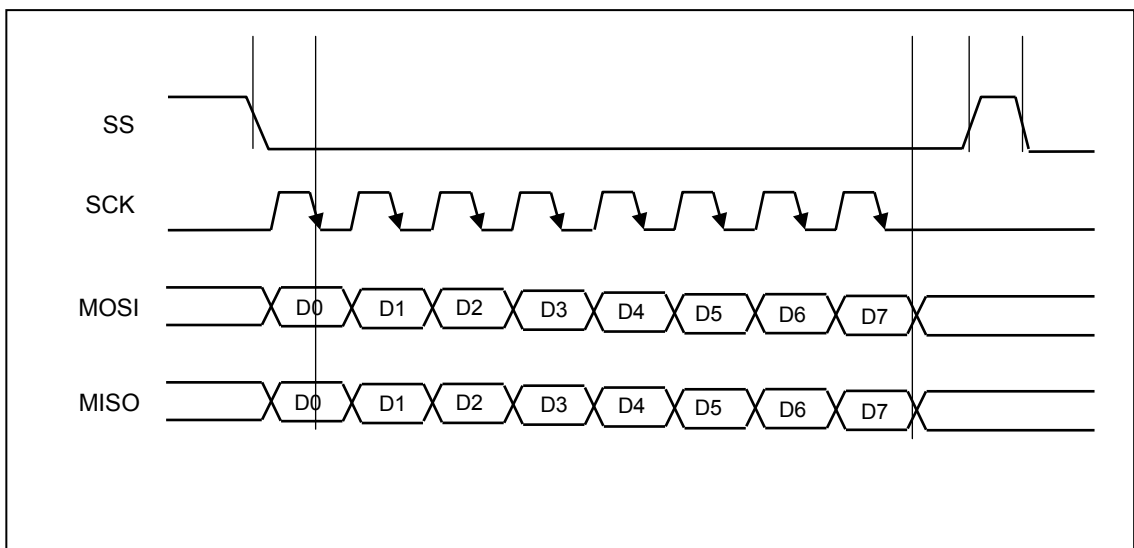 SS
SCK
MOSI D0 D1 D2 D3 D4 D5 D6 D7
MISO D0 D1 D2 D3 D4 D5 D6 D7